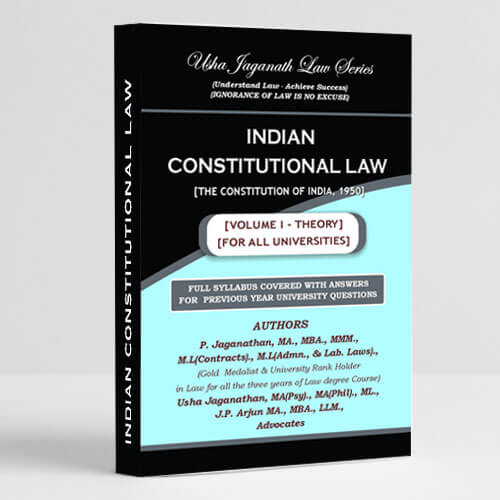 INDIAN CONSTITUTIONAL LAW
Usha Jaganath Law Series
(Understand Law - Achieve Success)
(IGNORANCE OF LAW IS NO EXCUSE)
INDIAN
CONSTITUTIONAL LAW
[THE CONSTITUTION OF INDIA, 1950]
[VOLUME I - THEORY]
[FOR ALL UNIVERSITIES]
FULL SYLLABUS COVERED WITH ANSWERS
FOR PREVIOUS YEAR UNIVERSITY QUESTIONS
AUTHORS
P. Jaganathan, MA., MBA., MMM.,
M.L(Contracts)., M.L(Admn., & Lab. Laws).,
(Gold Medalist & University Rank Holder
in Law for all the three years of Law degree Course)
Usha Jaganathan, MA(Psy)., MA(Phil)., ML.,
J.P. Arjun MA., MBA., LLM.,
Advocates